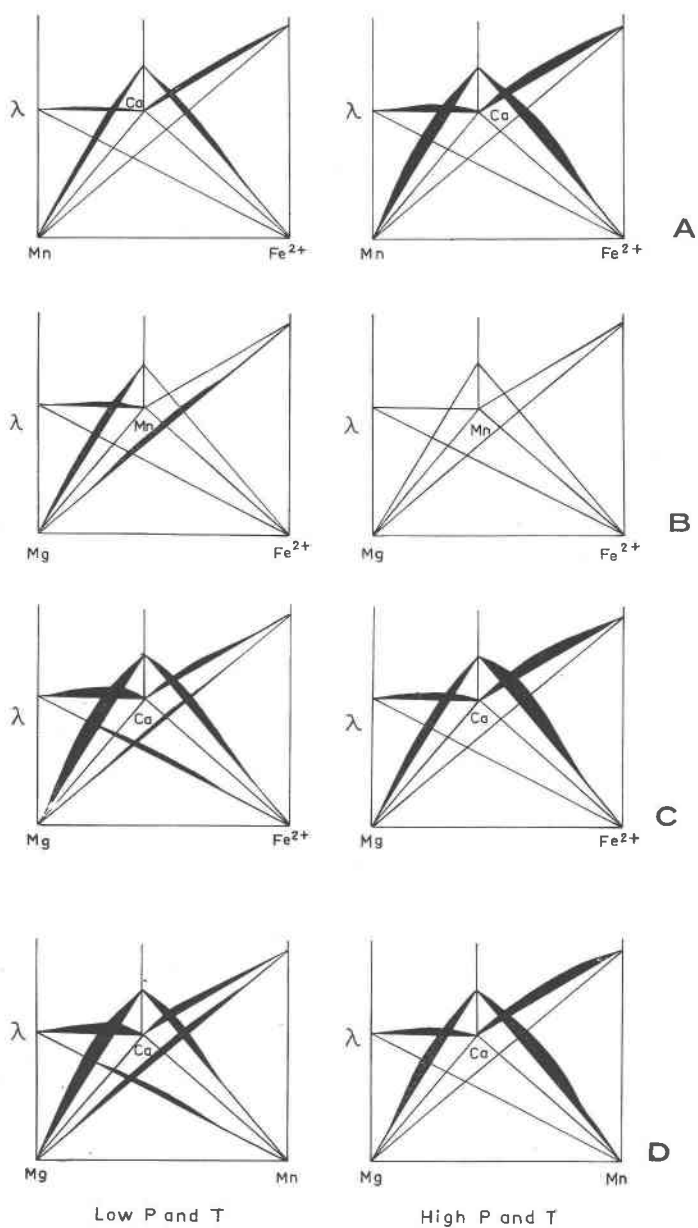 λ Ca λ Ca
A
Mn Fe²⁺ Mn Fe²⁺
λ Mn λ Mn
B
Mg Fe²⁺ Mg Fe²⁺
λ Ca λ Ca
C
Mg Fe²⁺ Mg Fe²⁺
λ Ca λ Ca
D
Mg Mn Mg Mn
Low P and T High P and T